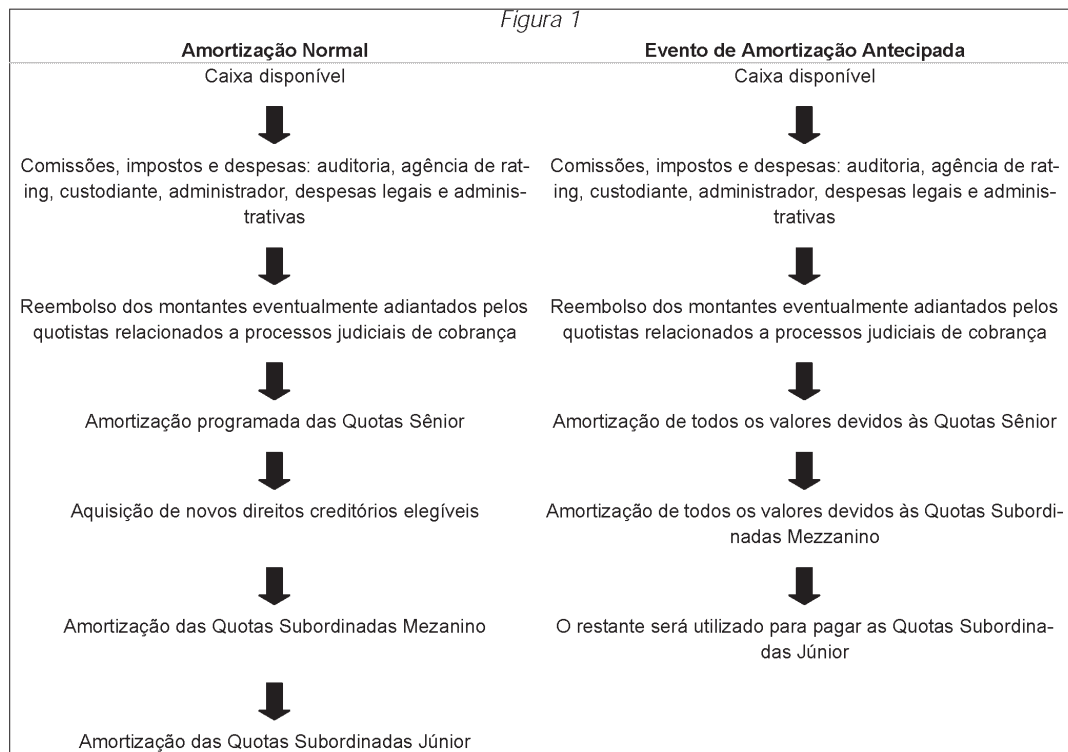 Figura 1
Amortização Normal
Caixa disponível
Comissões, impostos e despesas: auditoria, agência de rat-
ing, custodiante, administrador, despesas legais e adminis-
trativas
Reembolso dos montantes eventualmente adiantados pelos
quotistas relacionados a processos judiciais de cobrança
Amortização programada das Quotas Sênior
Aquisição de novos direitos creditórios elegíveis
Amortização das Quotas Subordinadas Mezanino
Amortização das Quotas Subordinadas Júnior
Evento de Amortização Antecipada
Caixa disponível
Comissões, impostos e despesas: auditoria, agência de rat-
ing, custodiante, administrador, despesas legais e adminis-
trativas
Reembolso dos montantes eventualmente adiantados pelos
quotistas relacionados a processos judiciais de cobrança
Amortização de todos os valores devidos às Quotas Sênior
Amortização de todos os valores devidos às Quotas Subordi-
nadas Mezzanino
O restante será utilizado para pagar as Quotas Subordina-
das Júnior